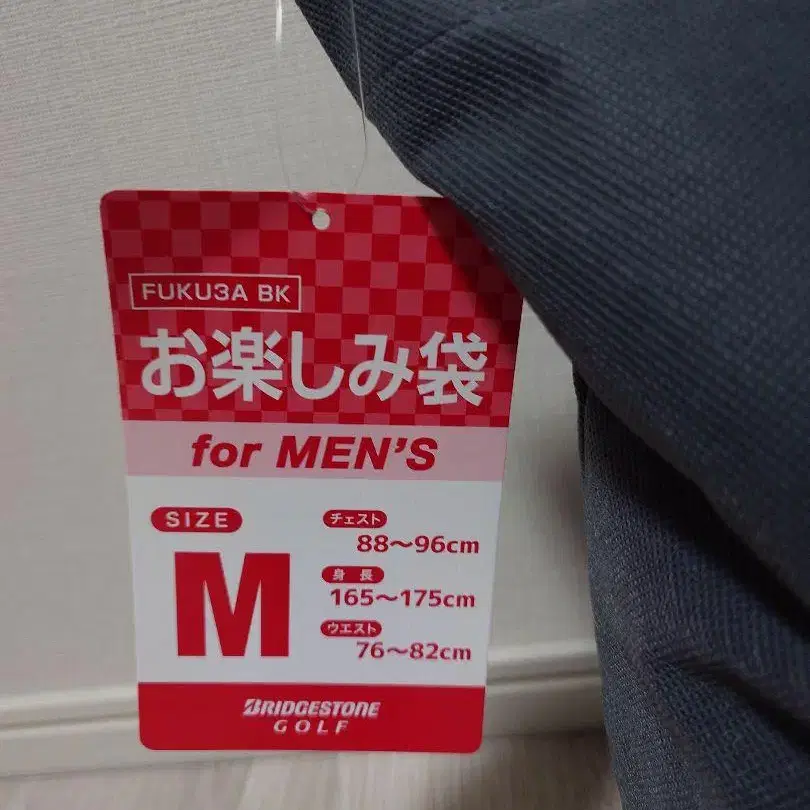 FUKU3A BK
お楽しみ袋
for MEN'S
SIZE
M
チェスト
88～96cm
身長
165～175cm
ウエスト
76～82cm
BRIDGESTONE
GOLF